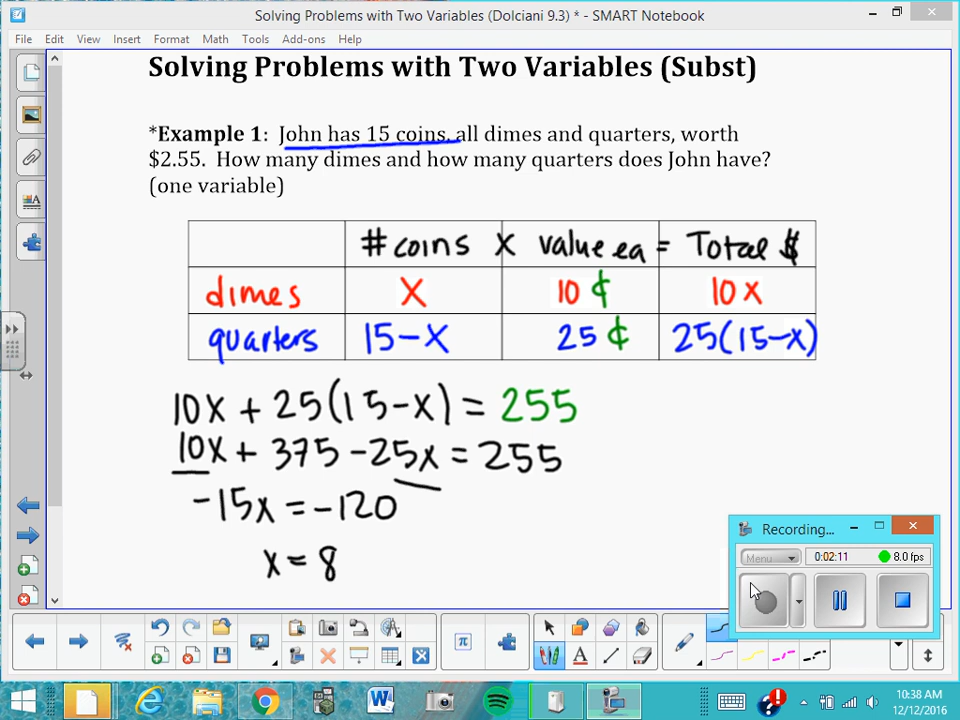 Solving Problems with Two Variables (Dolciani 9.3) * - SMART Notebook
File Edit View Insert Format Math Tools Add-ons Help
Solving Problems with Two Variables (Subst)
*Example 1: John has 15 coins, all dimes and quarters, worth
$2.55. How many dimes and how many quarters does John have?
(one variable)
# coins X value ea = Total $
dimes X 10 ¢ 10x
quarters 15-X 25 ¢ 25(15-x)
10X + 25(15-x) = 255
10x + 375 -25x = 255
-15x = -120
x = 8
Recording...
Menu 0:02:11 8.0 fps
π
A
10:38 AM
12/12/2016